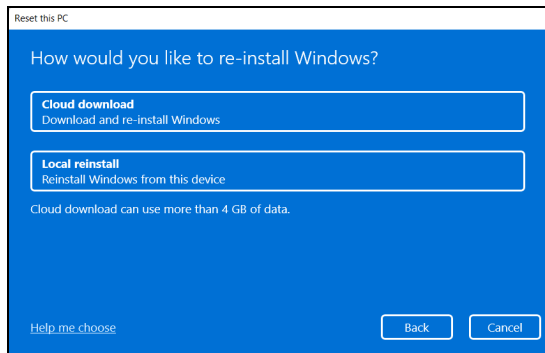 Reset this PC
How would you like to re-install Windows?
Cloud download
Download and re-install Windows
Local reinstall
Reinstall Windows from this device
Cloud download can use more than 4 GB of data.
Help me choose
Back
Cancel